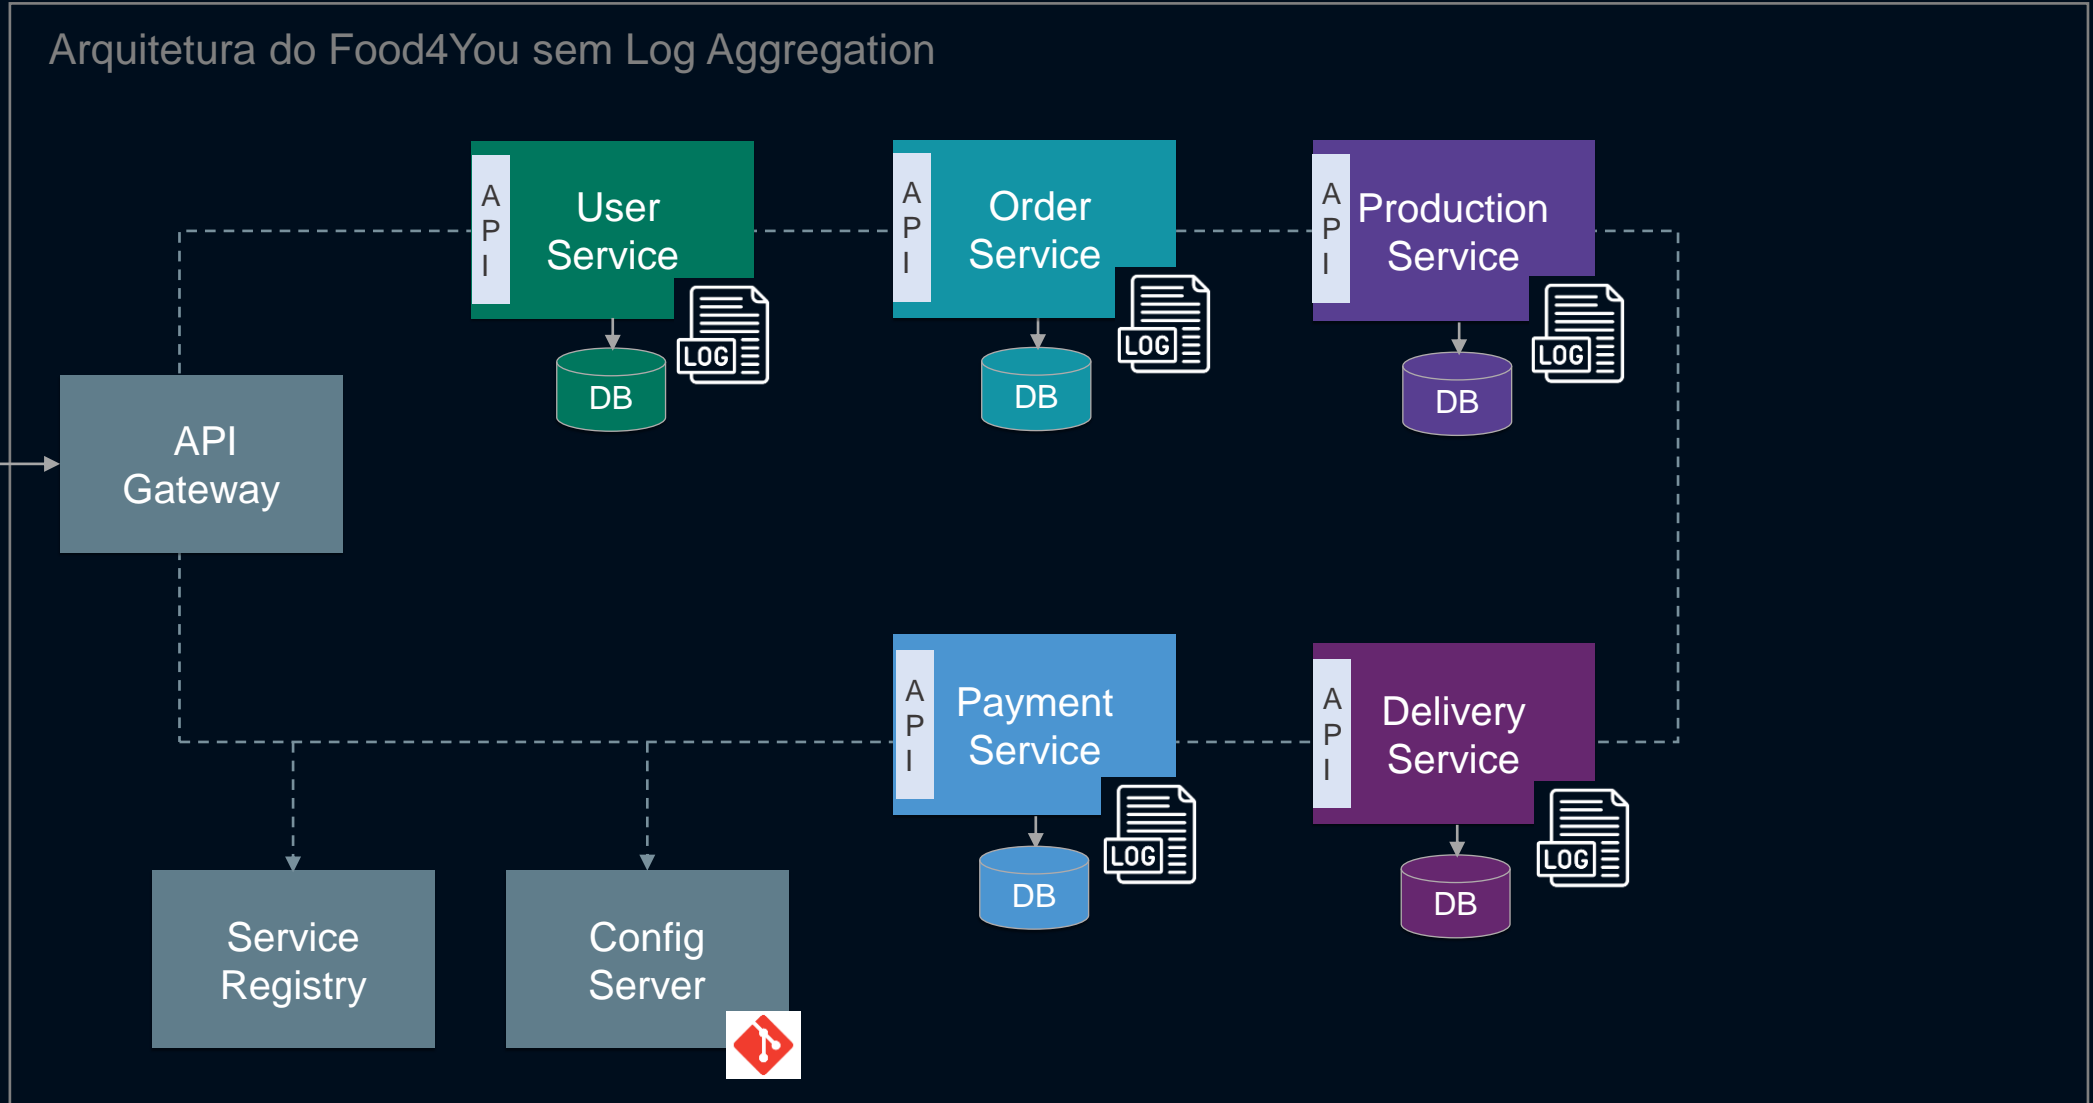 Arquitetura do Food4You sem Log Aggregation
A
P
I
User
Service
LOG
DB
A
P
I
Order
Service
LOG
DB
A
P
I
Production
Service
LOG
DB
API
Gateway
A
P
I
Payment
Service
LOG
DB
A
P
I
Delivery
Service
LOG
DB
Service
Registry
Config
Server